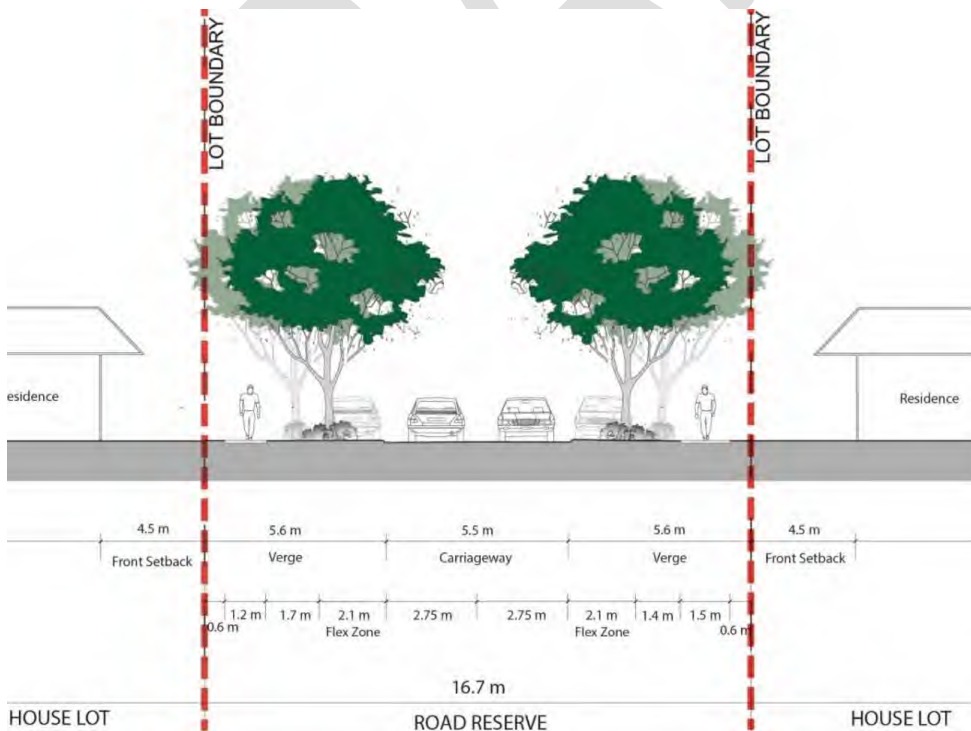 LOT BOUNDARY
LOT BOUNDARY
esidence
Residence
4.5 m
5.6 m
5.5 m
5.6 m
4.5 m
Front Setback
Verge
Carriageway
Verge
Front Setback
0.6 m
1.2 m
1.7 m
2.1 m
2.75 m
2.75 m
2.1 m
1.4 m
1.5 m
0.6 m
Flex Zone
Flex Zone
16.7 m
HOUSE LOT
ROAD RESERVE
HOUSE LOT